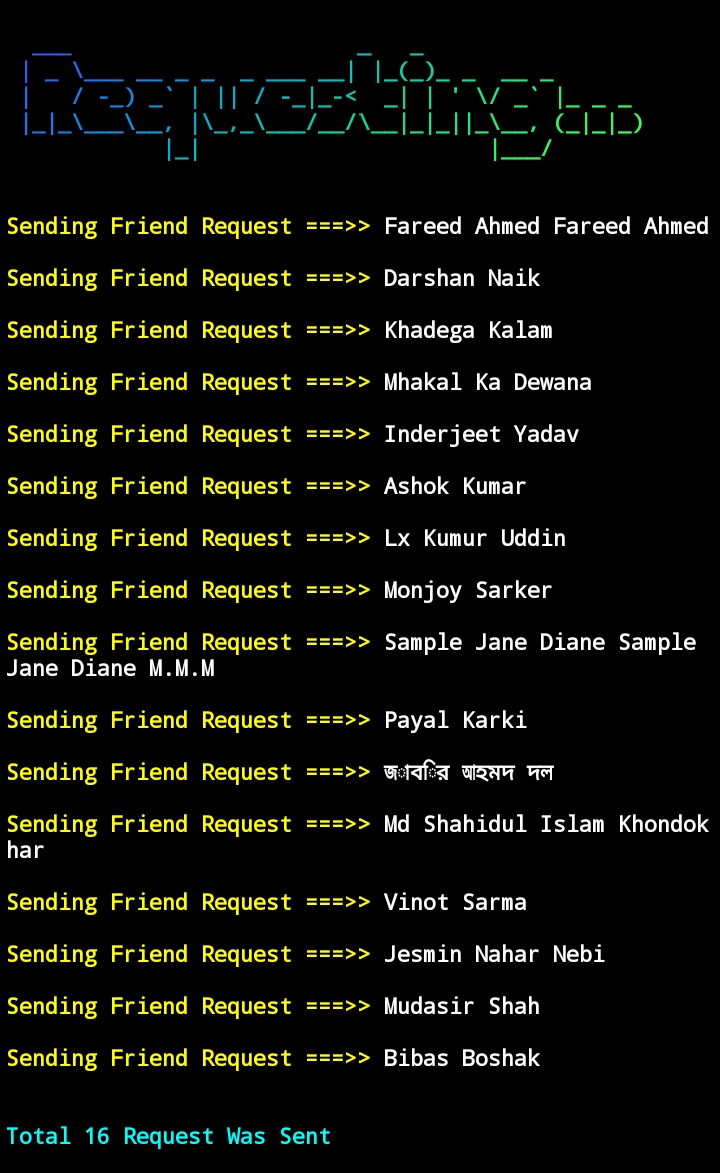 Requesting...
Sending Friend Request ===>> Fareed Ahmed Fareed Ahmed
Sending Friend Request ===>> Darshan Naik
Sending Friend Request ===>> Khadega Kalam
Sending Friend Request ===>> Mhakal Ka Dewana
Sending Friend Request ===>> Inderjeet Yadav
Sending Friend Request ===>> Ashok Kumar
Sending Friend Request ===>> Lx Kumur Uddin
Sending Friend Request ===>> Monjoy Sarker
Sending Friend Request ===>> Sample Jane Diane Sample
Jane Diane M.M.M
Sending Friend Request ===>> Payal Karki
Sending Friend Request ===>> জাবির আহমদ দল
Sending Friend Request ===>> Md Shahidul Islam Khondok
har
Sending Friend Request ===>> Vinot Sarma
Sending Friend Request ===>> Jesmin Nahar Nebi
Sending Friend Request ===>> Mudasir Shah
Sending Friend Request ===>> Bibas Boshak
Total 16 Request Was Sent